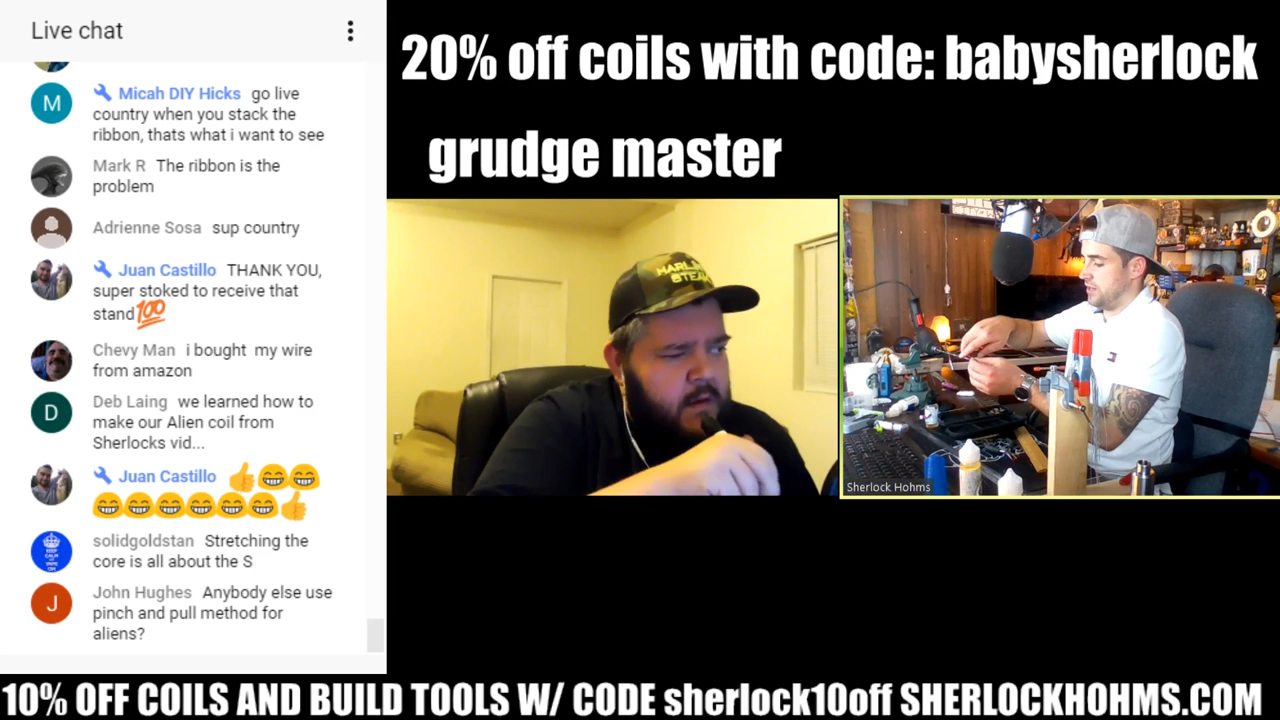 Live chat
Micah DIY Hicks go live
country when you stack the
ribbon, thats what i want to see
Mark R The ribbon is the
problem
Adrienne Sosa sup country
Juan Castillo THANK YOU,
super stoked to receive that
stand💯
Chevy Man i bought my wire
from amazon
Deb Laing we learned how to
make our Alien coil from
Sherlocks vid...
Juan Castillo 👍😁😁
😁😁😁😁😁😁👍
solidgoldstan Stretching the
core is all about the S
John Hughes Anybody else use
pinch and pull method for
aliens?
M
D
KEEP
CALM
J
20% off coils with code: babysherlock
grudge master
Sherlock Hohms
10% OFF COILS AND BUILD TOOLS W/ CODE sherlock10off SHERLOCKHOHMS.COM